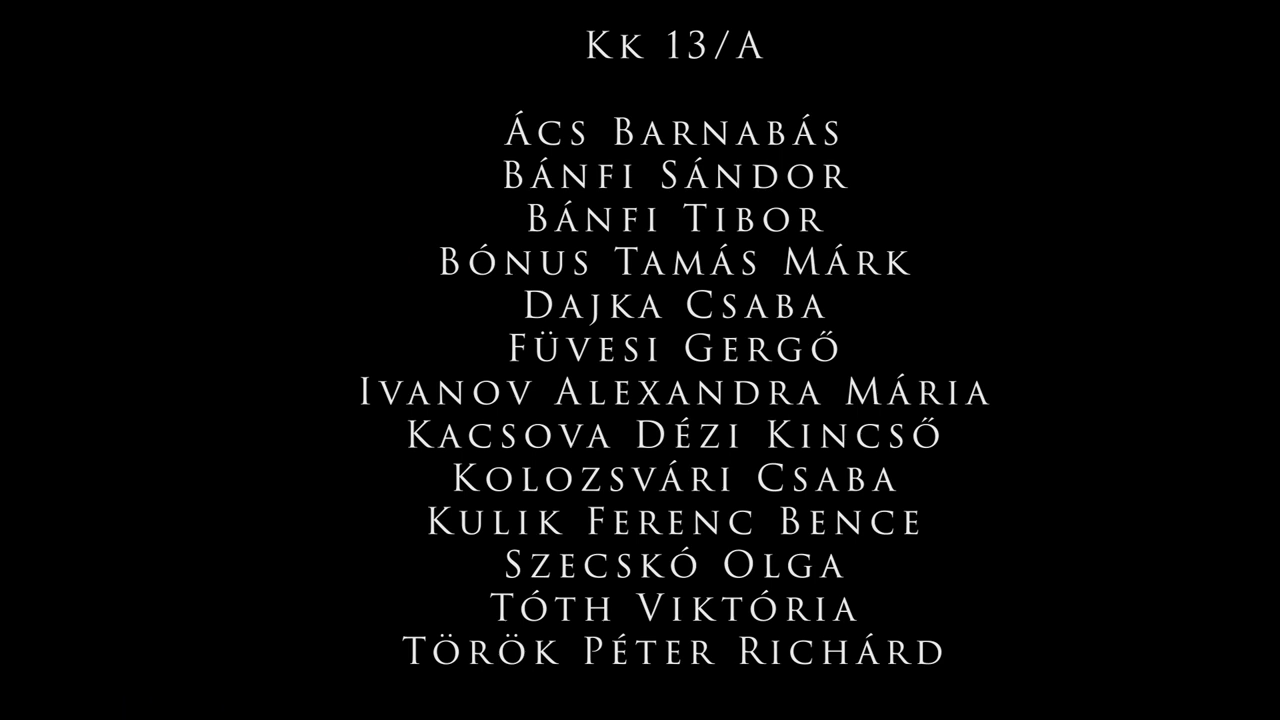 Kk 13/A
Ács Barnabás
Bánfi Sándor
Bánfi Tibor
Bónus Tamás Márk
Dajka Csaba
Füvesi Gergő
Ivanov Alexandra Mária
Kacsova Dézi Kincső
Kolozsvári Csaba
Kulik Ferenc Bence
Szecskó Olga
Tóth Viktória
Török Péter Richárd